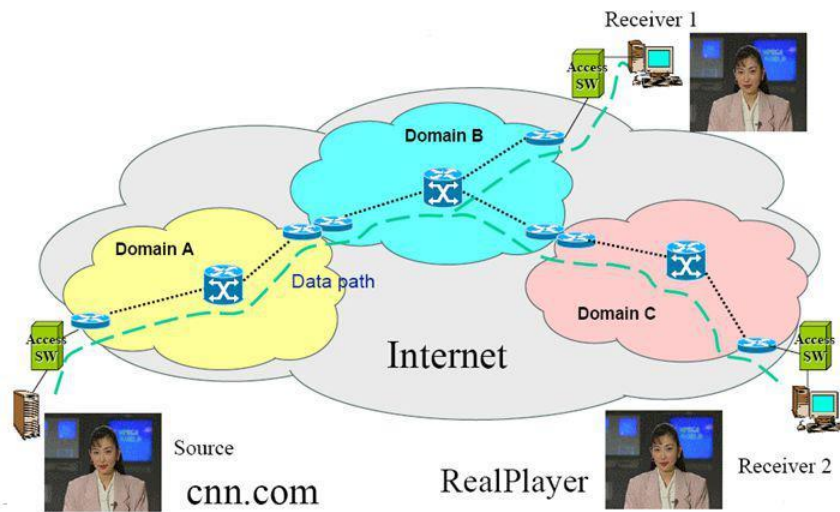 Receiver 1
Access
SW
Domain B
Domain A
Data path
Domain C
Internet
Access
SW
Access
SW
Source
cnn.com
RealPlayer
Receiver 2